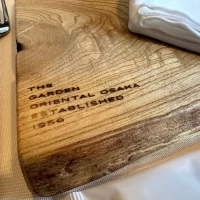 THE
GARDEN
ORIENTAL OSAKA
ESTABLISHED
1959